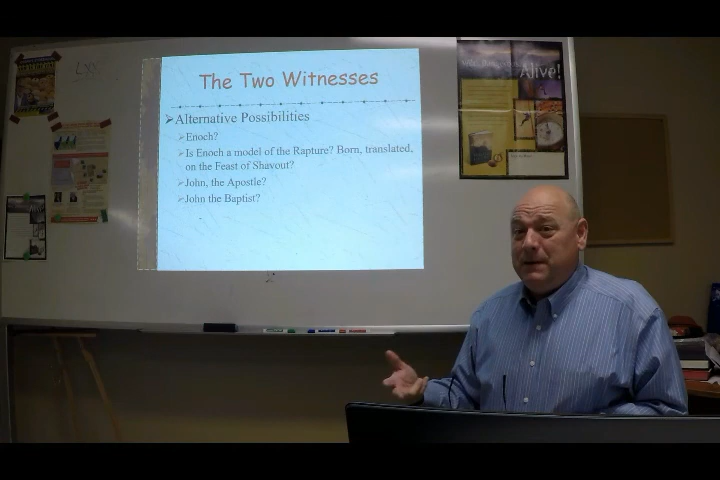 The Two Witnesses
➢Alternative Possibilities
➢Enoch?
➢Is Enoch a model of the Rapture? Born, translated,
on the Feast of Shavout?
➢John, the Apostle?
➢John the Baptist?
LXX
Alive!